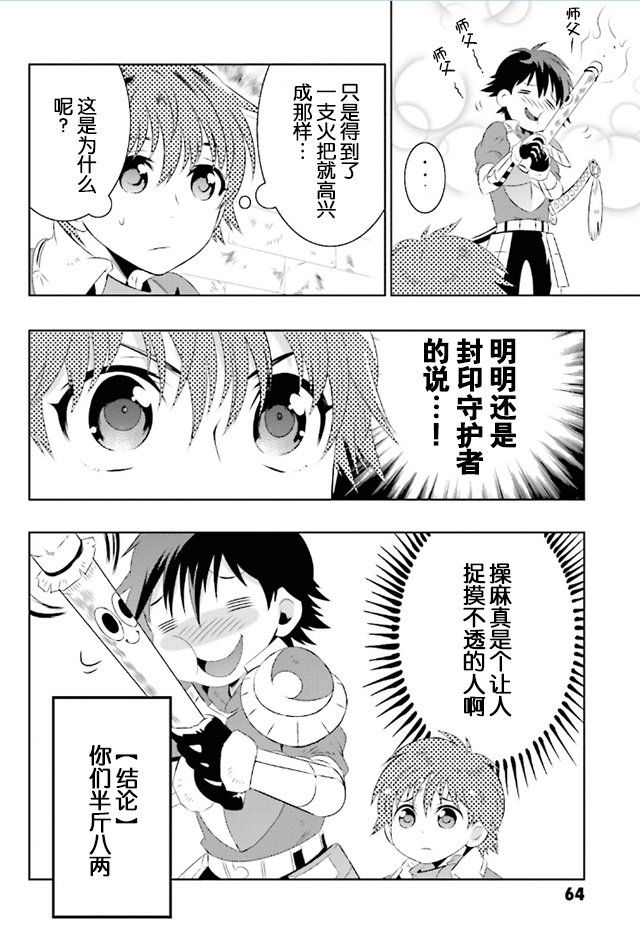 师父~
师父~
师父~
・・・
只是得到了
一支火把就高兴
成那样…
这是为什么
呢？
明明还是
封印守护者
的说…！
操麻真是个让人
捉摸不透的人啊
【结论】
你们半斤八两
64